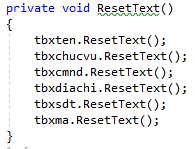 private void ResetText()
{
tbxten.ResetText();
tbxchucvu.ResetText();
tbxcmnd.ResetText();
tbxdiachi.ResetText();
tbxsdt.ResetText();
tbxma.ResetText();
}